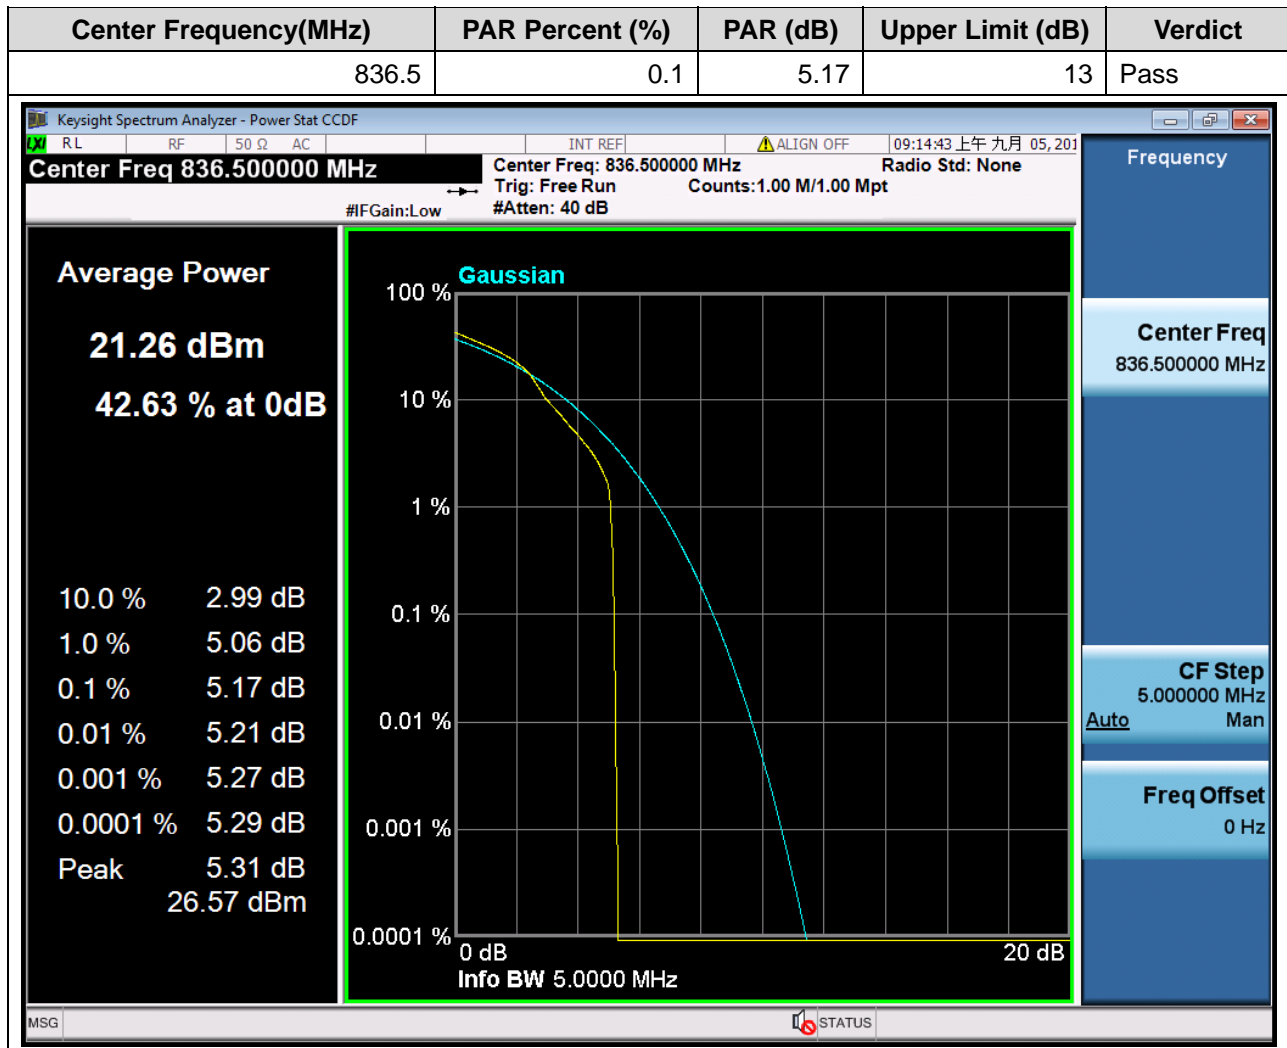 Center Frequency(MHz) PAR Percent (%) PAR (dB) Upper Limit (dB) Verdict
836.5 0.1 5.17 13 Pass
Keysight Spectrum Analyzer - Power Stat CCDF
LXI RL RF 50 Ω AC INT REF ALIGN OFF 09:14:43 上午 九月 05, 201
Center Freq 836.500000 MHz
Center Freq: 836.500000 MHz Radio Std: None
Trig: Free Run Counts:1.00 M/1.00 Mpt
#IFGain:Low #Atten: 40 dB
Average Power
21.26 dBm
42.63 % at 0dB
10.0 % 2.99 dB
1.0 % 5.06 dB
0.1 % 5.17 dB
0.01 % 5.21 dB
0.001 % 5.27 dB
0.0001 % 5.29 dB
Peak 5.31 dB
26.57 dBm
Gaussian
100 %
10 %
1 %
0.1 %
0.01 %
0.001 %
0.0001 %
0 dB 20 dB
Info BW 5.0000 MHz
Frequency
Center Freq
836.500000 MHz
CF Step
5.000000 MHz
Auto Man
Freq Offset
0 Hz
MSG STATUS